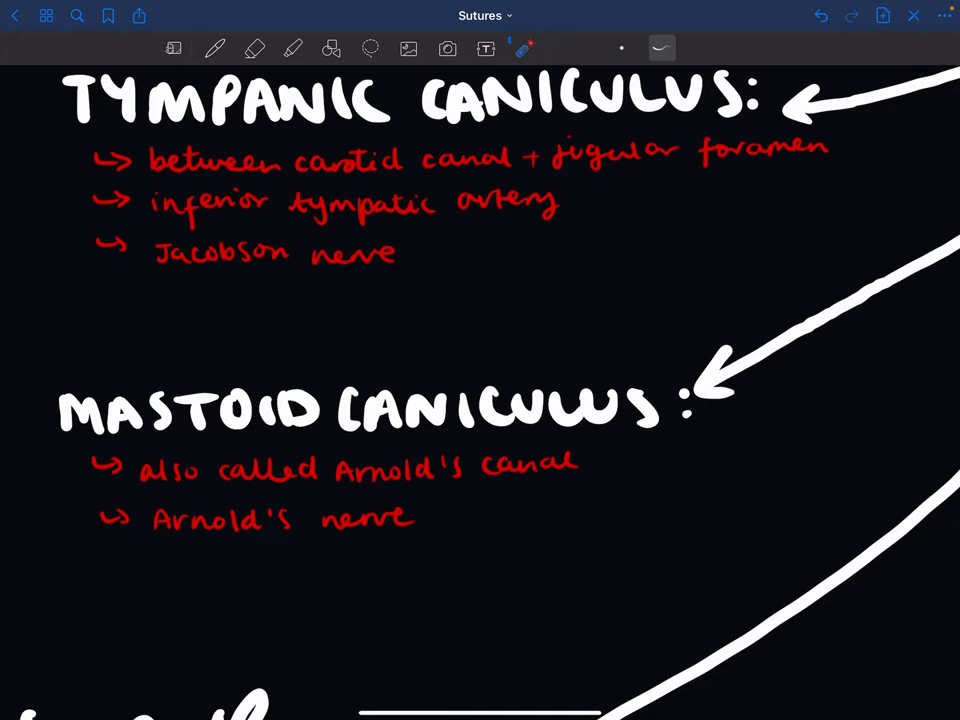 Sutures
TYMPANIC CANICULUS:
↳ between carotid canal + jugular foramen
↳ inferior tympatic artery
↳ Jacobson nerve
MASTOID CANICULUS:
↳ also called Arnold's canal
↳ Arnold's nerve